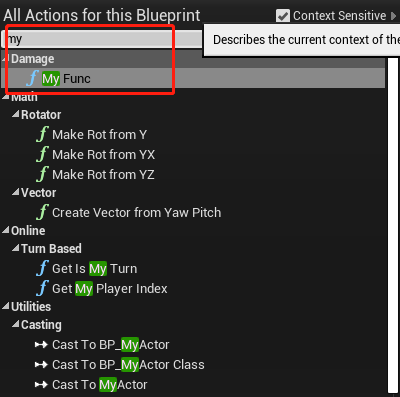 All Actions for this Blueprint
Context Sensitive
my
Describes the current context of the
Damage
My Func
Math
Rotator
Make Rot from Y
Make Rot from YX
Make Rot from YZ
Vector
Create Vector from Yaw Pitch
Online
Turn Based
Get Is My Turn
Get My Player Index
Utilities
Casting
Cast To BP_MyActor
Cast To BP_MyActor Class
Cast To MyActor